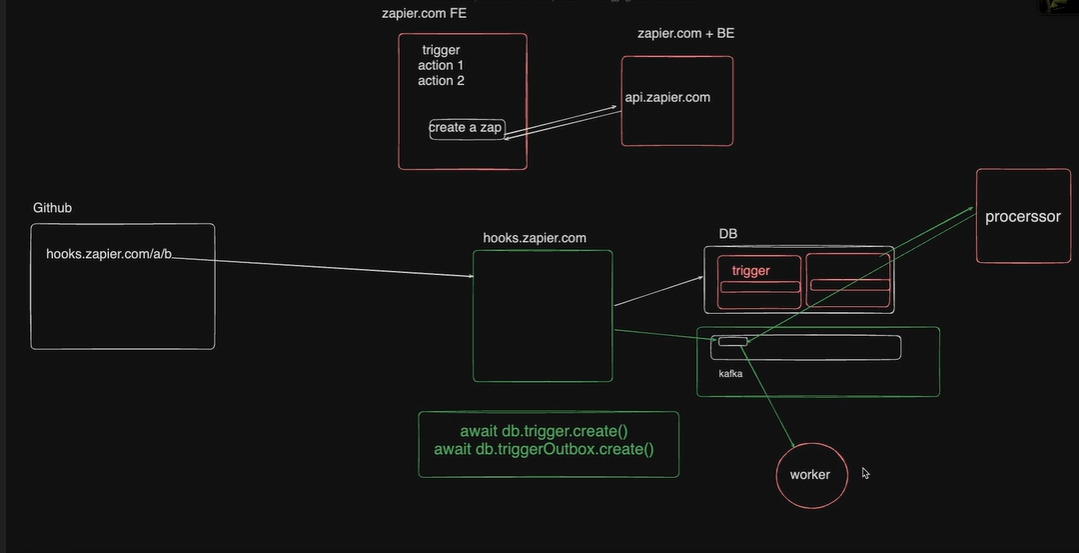 zapier.com FE
trigger
action 1
action 2
create a zap
zapier.com + BE
api.zapier.com
Github
hooks.zapier.com/a/b
hooks.zapier.com
DB
trigger
procerssor
kafka
await db.trigger.create()
await db.triggerOutbox.create()
worker